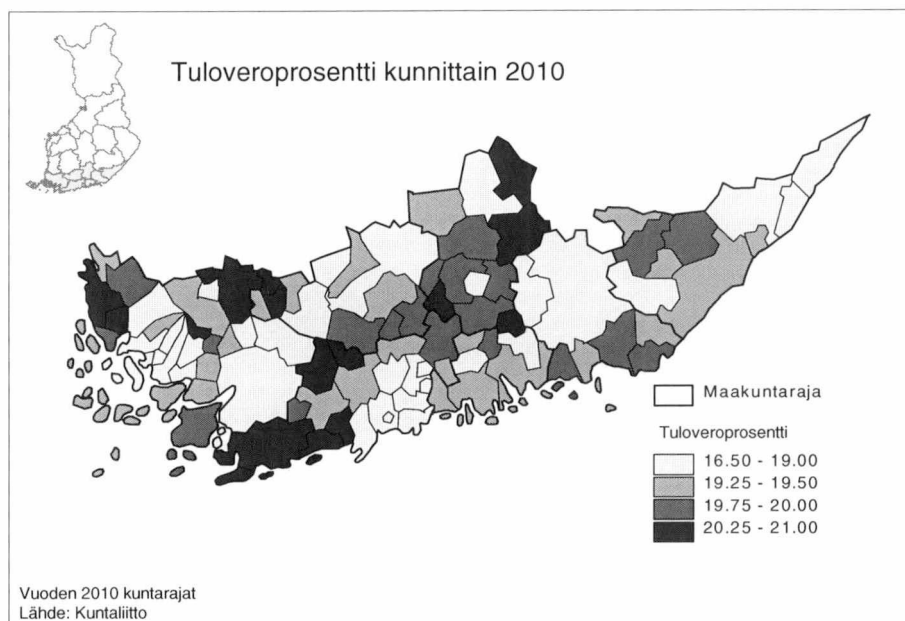 Tuloveroprosentti kunnittain 2010
Maakuntaraja
Tuloveroprosentti
16.50 - 19.00
19.25 - 19.50
19.75 - 20.00
20.25 - 21.00
Vuoden 2010 kuntarajat
Lähde: Kuntaliitto